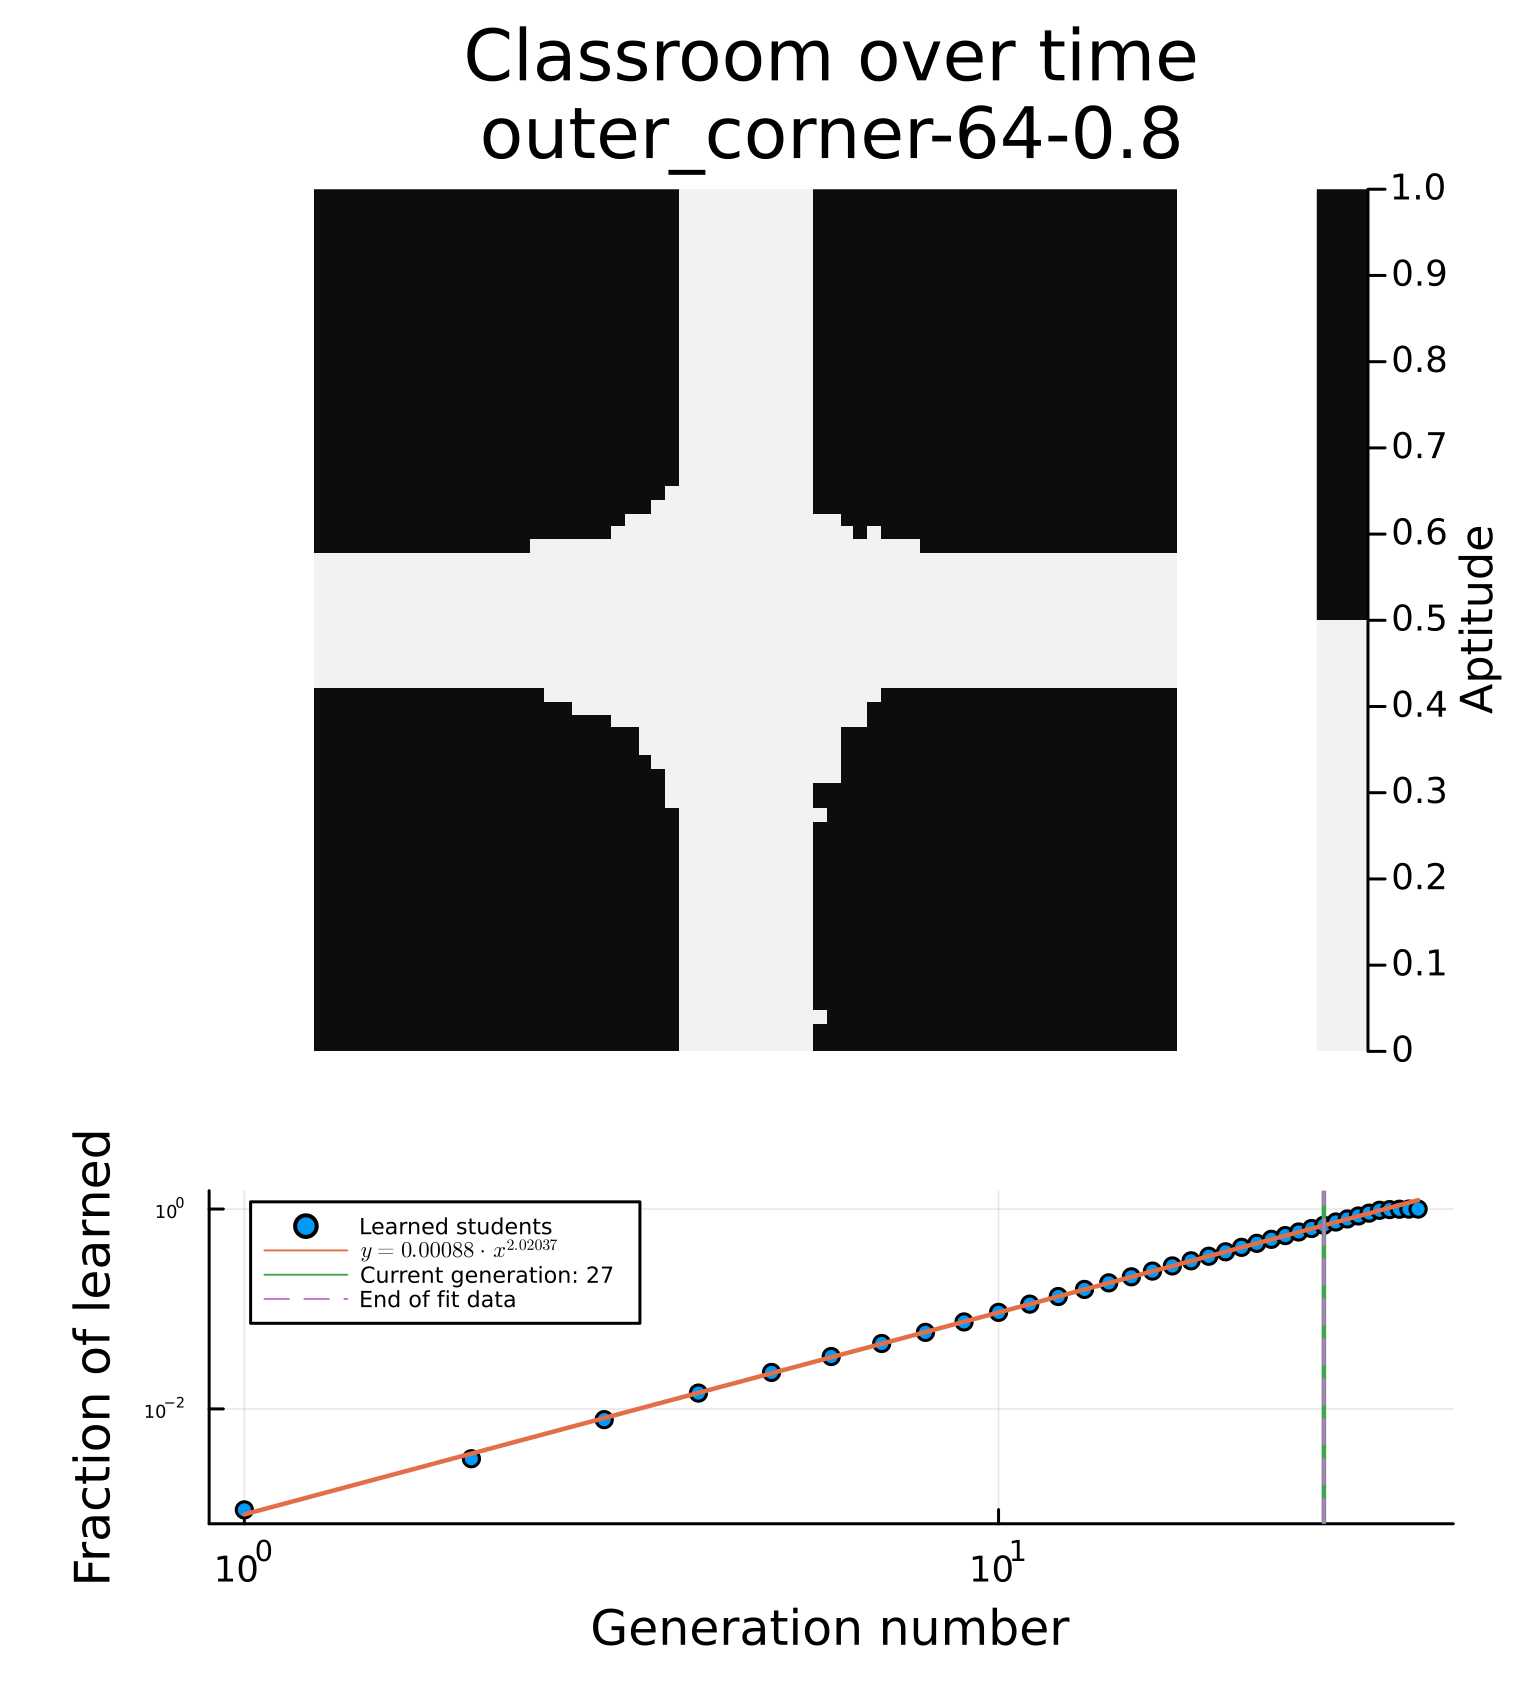 Classroom over time
outer_corner-64-0.8
1.0
0.9
0.8
0.7
0.6
0.5
0.4
0.3
0.2
0.1
0
Aptitude
Fraction of learned
10⁰
10⁻²
Learned students
y = 0.00088 · x^2.02037
Current generation: 27
End of fit data
10⁰
10¹
Generation number